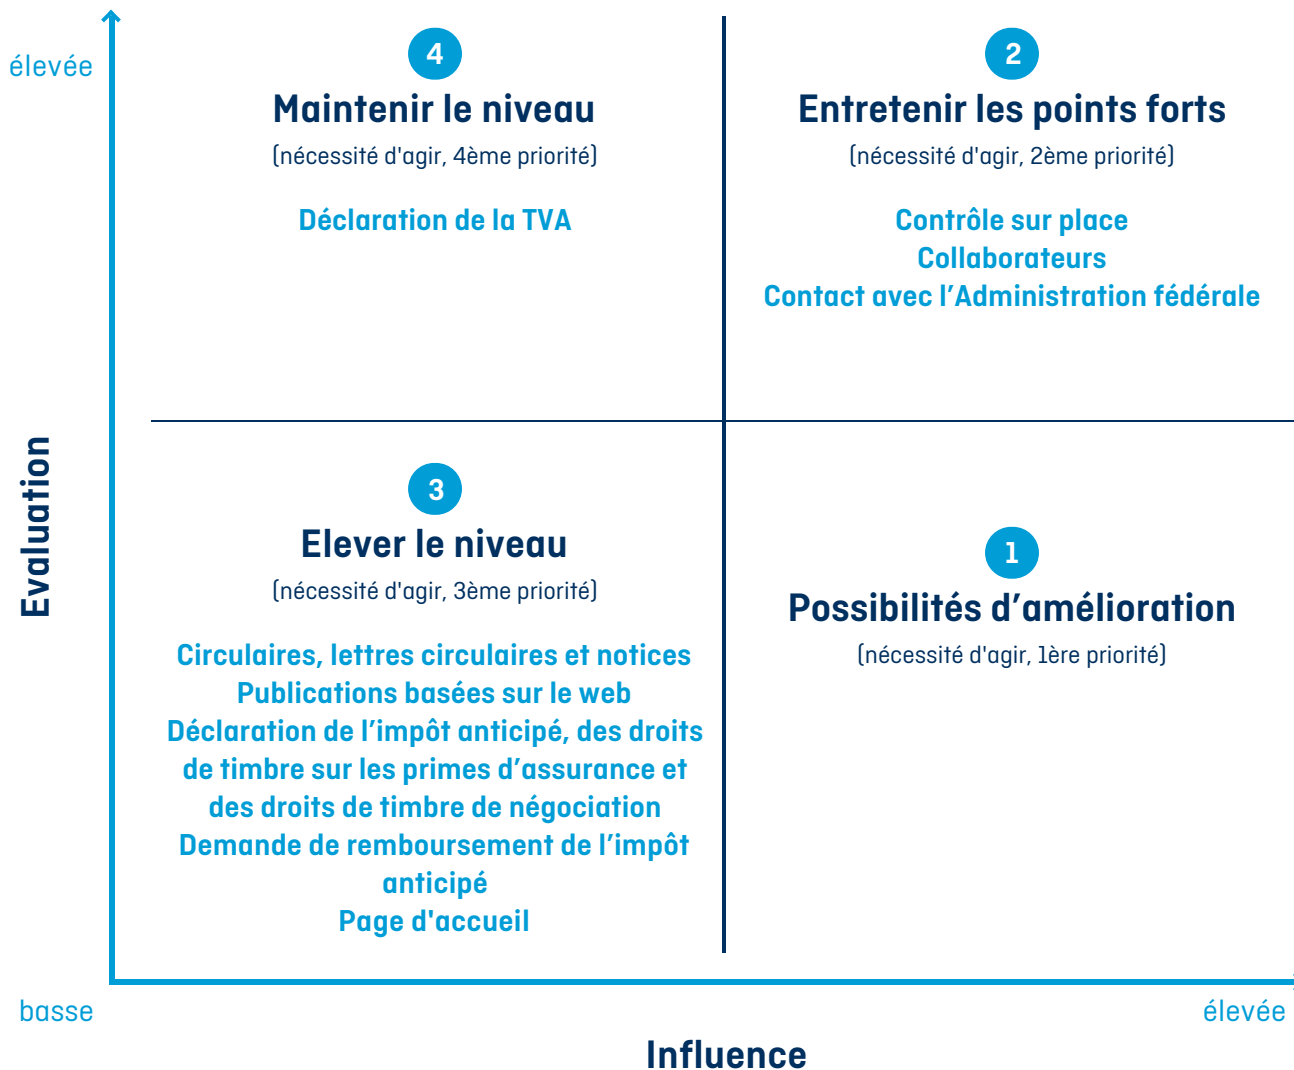 élevée
4
Maintenir le niveau
(nécessité d'agir, 4ème priorité)
Déclaration de la TVA
2
Entretenir les points forts
(nécessité d'agir, 2ème priorité)
Contrôle sur place
Collaborateurs
Contact avec l’Administration fédérale
Evaluation
3
Elever le niveau
(nécessité d'agir, 3ème priorité)
Circulaires, lettres circulaires et notices
Publications basées sur le web
Déclaration de l’impôt anticipé, des droits
de timbre sur les primes d’assurance et
des droits de timbre de négociation
Demande de remboursement de l’impôt
anticipé
Page d'accueil
1
Possibilités d’amélioration
(nécessité d'agir, 1ère priorité)
basse
élevée
Influence